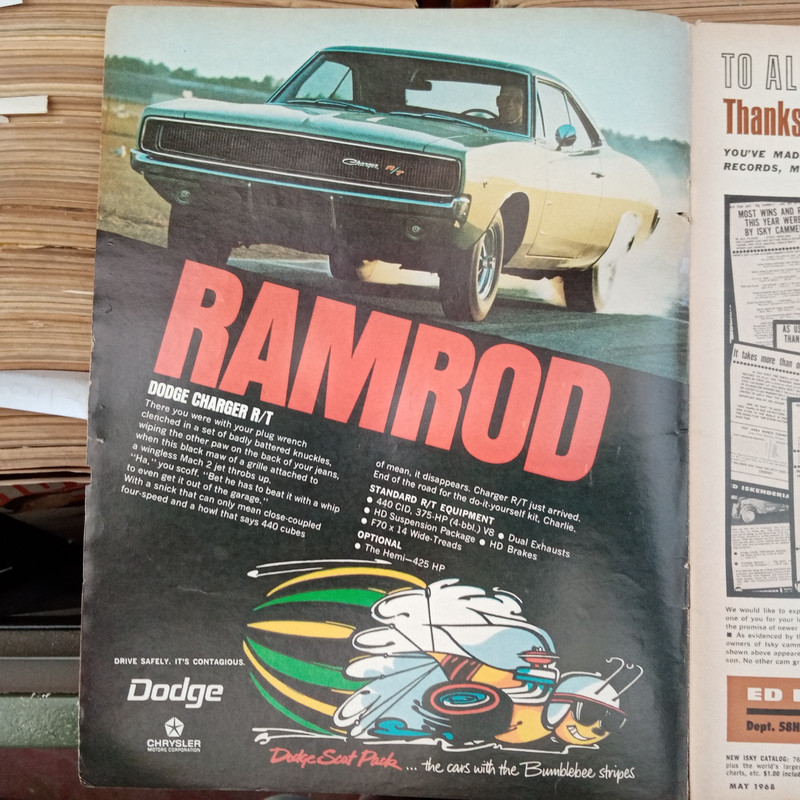 Charger R/T
RAMROD
DODGE CHARGER R/T
There you were with your plug wrench
clenched in a set of badly battered knuckles,
wiping the other paw on the back of your jeans,
when this black maw of a grille attached to
a wingless Mach 2 jet throbs up.
"Ha," you scoff. "Bet he has to beat it with a whip
to even get it out of the garage."
With a snick that can only mean close-coupled
four-speed and a howl that says 440 cubes
of mean, it disappears. Charger R/T just arrived.
End of the road for the do-it-yourself kit, Charlie.
STANDARD R/T EQUIPMENT
● 440 CID, 375-HP (4-bbl.) V8 ● Dual Exhausts
● HD Suspension Package ● HD Brakes
● F70 x 14 Wide-Treads
OPTIONAL
● The Hemi—425 HP
DRIVE SAFELY. IT'S CONTAGIOUS.
Dodge
CHRYSLER
MOTORS CORPORATION
Dodge Scat Pack ... the cars with the Bumblebee stripes
TO AL
Thanks
YOU'VE MAD
RECORDS, M
MOST WINS AND
THIS YEAR WERE
BY ISKY CAMME
AS
THAN
It takes more than
ED ISKENDERI
We would like to exp
one of you for your
the promise of newer
■ As evidenced by th
owners of Isky camm
shown above appeare
son. No other cam gr
ED
Dept. 58H
NEW ISKY CATALOG: 76
plus the world's large
charts, etc. $1.00 includ
MAY 1968